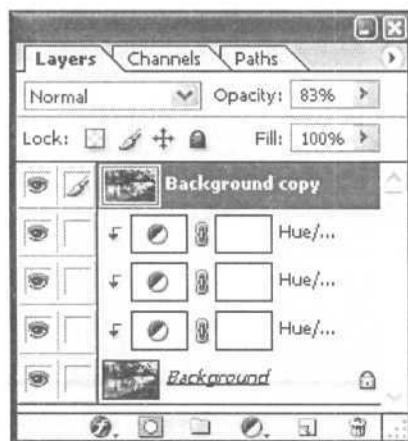 Layers Channels Paths
Normal Opacity: 83%
Lock: Fill: 100%
Background copy
Hue/...
Hue/...
Hue/...
Background